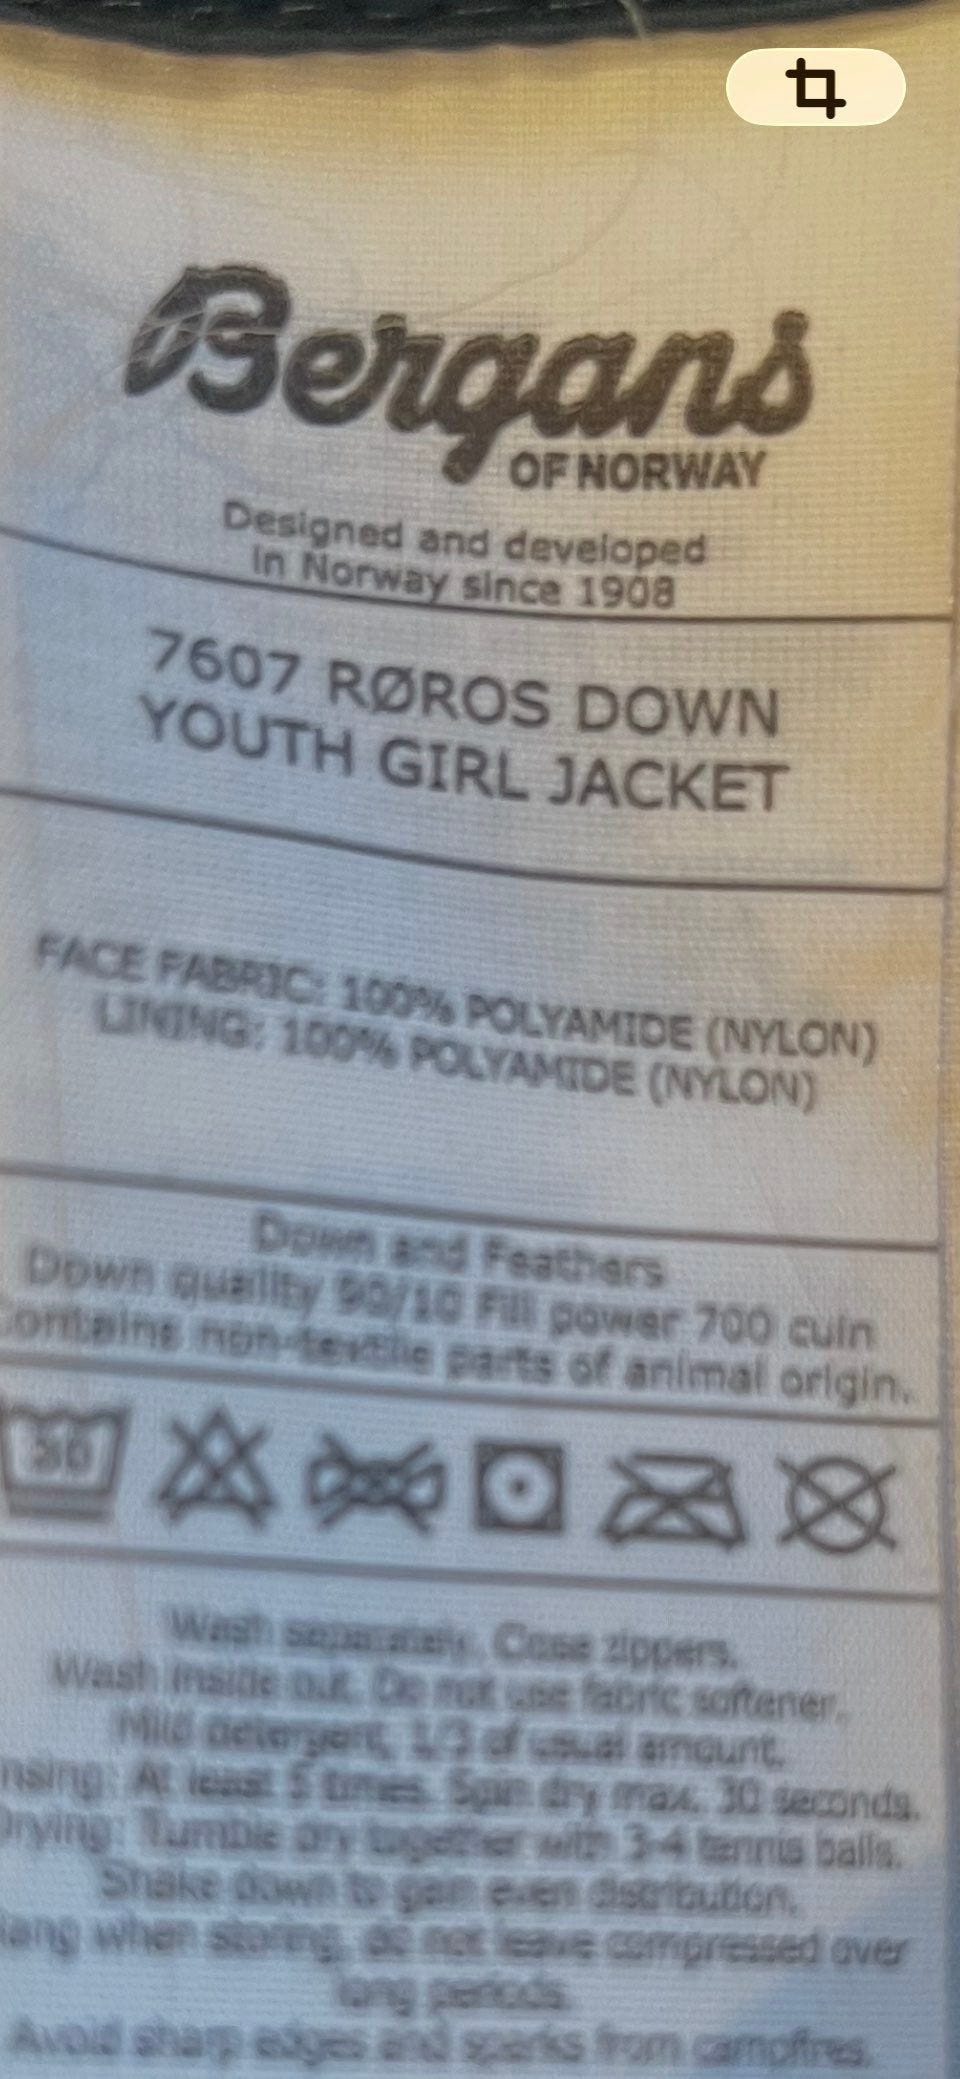 Bergans
OF NORWAY
Designed and developed
in Norway since 1908
7607 RØROS DOWN
YOUTH GIRL JACKET
FACE FABRIC: 100% POLYAMIDE (NYLON)
LINING: 100% POLYAMIDE (NYLON)
Down and Feathers
Down quality 90/10 Fill power 700 cuin
Contains non-textile parts of animal origin.
30
Wash separately. Close zippers.
Wash inside out. Do not use fabric softener.
Mild detergent, 1/3 of usual amount.
nsing: At least 5 times. Spin dry max. 30 seconds.
Drying: Tumble dry together with 3-4 tennis balls.
Shake down to gain even distribution.
Hang when storing, do not leave compressed over
long periods.
Avoid sharp edges and sparks from campfires.